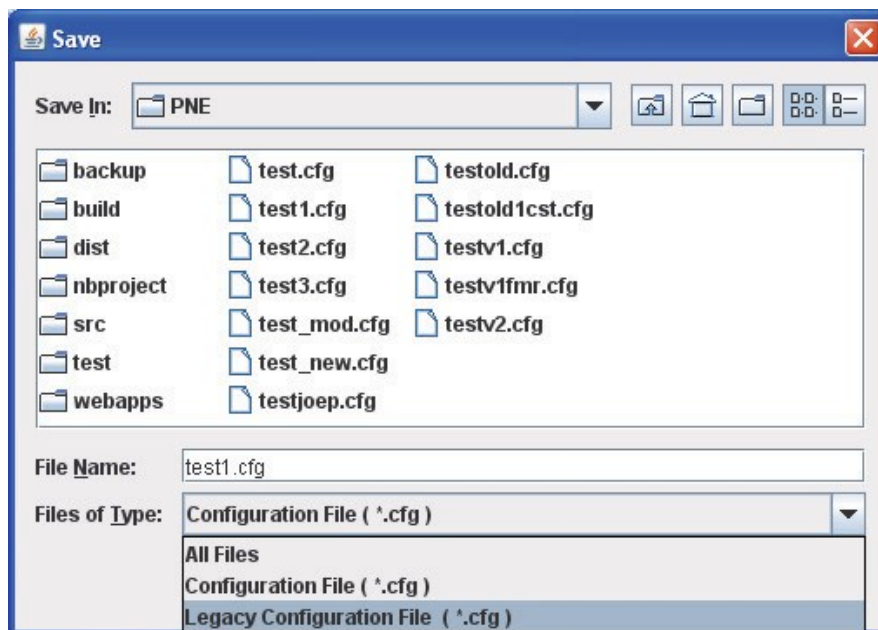 Save
Save In: PNE
backup test.cfg testold.cfg
build test1.cfg testold1cst.cfg
dist test2.cfg testv1.cfg
nbproject test3.cfg testv1fmr.cfg
src test_mod.cfg testv2.cfg
test test_new.cfg
webapps testjoep.cfg
File Name: test1.cfg
Files of Type: Configuration File ( *.cfg )
All Files
Configuration File ( *.cfg )
Legacy Configuration File ( *.cfg )